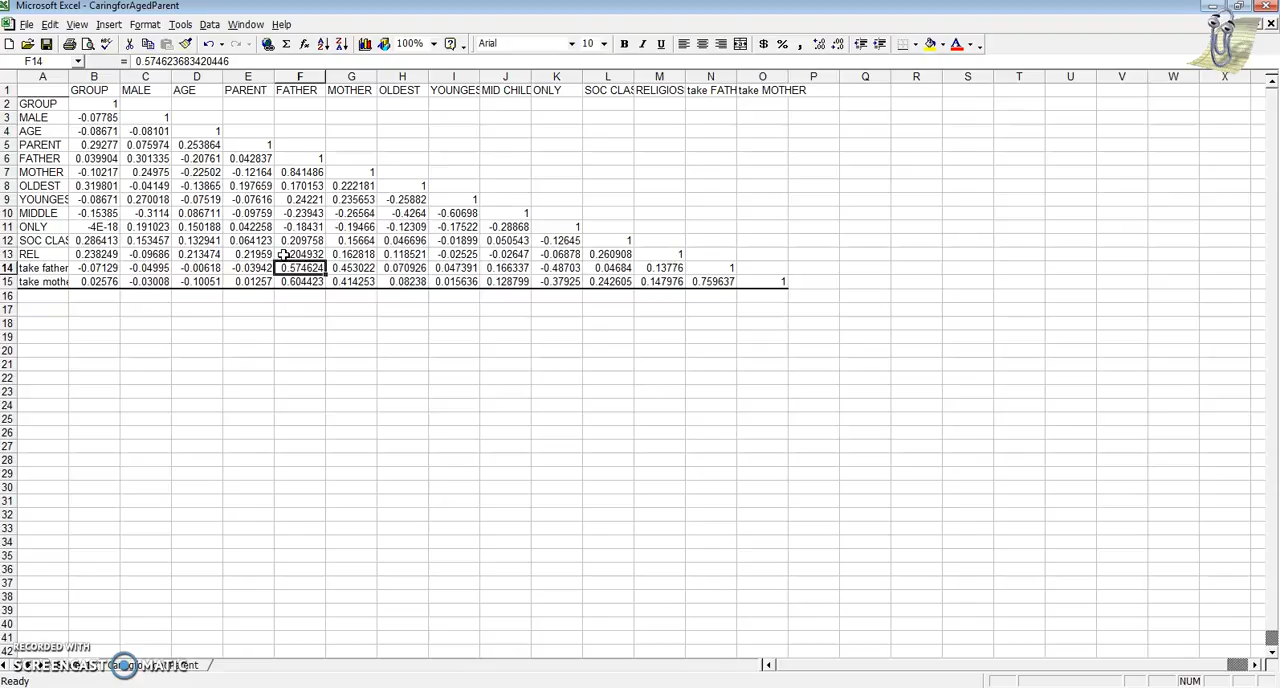 Microsoft Excel - CaringforAgedParent
File Edit View Insert Format Tools Data Window Help
100% Arial 10 B I U $ % ,
F14 = 0.574623683420446
A B C D E F G H I J K L M N O P Q R S T U V W X
1 GROUP MALE AGE PARENT FATHER MOTHER OLDEST YOUNGES MID CHILD ONLY SOC CLAS RELIGIOS take FATH take MOTHER
2 GROUP 1
3 MALE -0.07785 1
4 AGE -0.08671 -0.08101 1
5 PARENT 0.29277 0.075974 0.253864 1
6 FATHER 0.039904 0.301335 -0.20761 0.042837 1
7 MOTHER -0.10217 0.24975 -0.22502 -0.12164 0.841486 1
8 OLDEST 0.319801 -0.04149 -0.13865 0.197659 0.170153 0.222181 1
9 YOUNGES -0.08671 0.270018 -0.07519 -0.07616 0.24221 0.235653 -0.25882 1
10 MIDDLE -0.15385 -0.3114 0.086711 -0.09759 -0.23943 -0.26564 -0.4264 -0.60698 1
11 ONLY -4E-18 0.191023 0.150188 0.042258 -0.18431 -0.19466 -0.12309 -0.17522 -0.28868 1
12 SOC CLAS 0.286413 0.153457 0.132941 0.064123 0.209758 0.15664 0.046696 -0.01899 0.050543 -0.12645 1
13 REL 0.238249 -0.09686 0.213474 0.21959 0.204932 0.162818 0.118521 -0.02525 -0.02647 -0.06878 0.260908 1
14 take father -0.07129 -0.04995 -0.00618 -0.03942 0.574624 0.453022 0.070926 0.047391 0.166337 -0.48703 0.04684 0.13776 1
15 take mothe 0.02576 -0.03008 -0.10051 0.01257 0.604423 0.414253 0.08238 0.015636 0.128799 -0.37925 0.242605 0.147976 0.759637 1
16
17
18
19
20
21
22
23
24
25
26
27
28
29
30
31
32
33
34
35
36
37
38
39
40
41
42
RECORDED WITH
SCREENCAST MATIC
Parent
Ready NUM